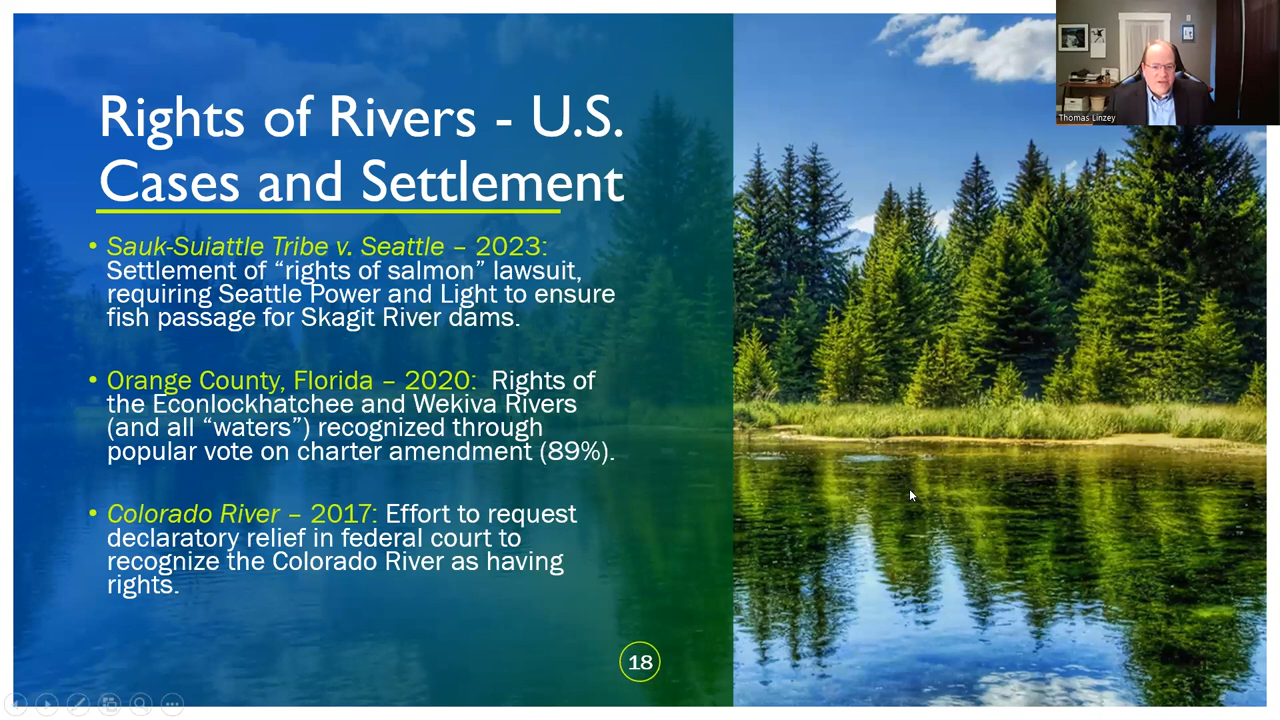 Rights of Rivers - U.S.
Cases and Settlement
• Sauk-Suiattle Tribe v. Seattle – 2023:
Settlement of “rights of salmon” lawsuit,
requiring Seattle Power and Light to ensure
fish passage for Skagit River dams.
• Orange County, Florida – 2020: Rights of
the Econlockhatchee and Wekiva Rivers
(and all “waters”) recognized through
popular vote on charter amendment (89%).
• Colorado River – 2017: Effort to request
declaratory relief in federal court to
recognize the Colorado River as having
rights.
18
Thomas Linzey